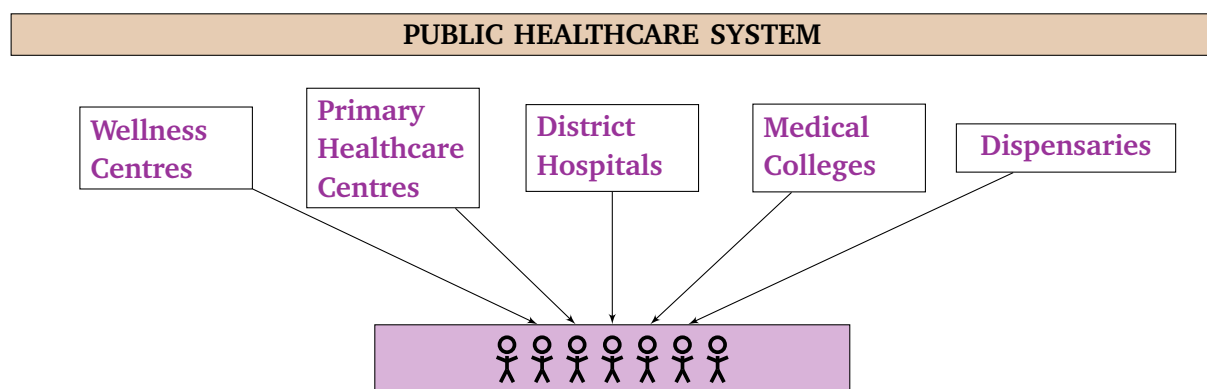 PUBLIC HEALTHCARE SYSTEM
Wellness
Centres
Primary
Healthcare
Centres
District
Hospitals
Medical
Colleges
Dispensaries